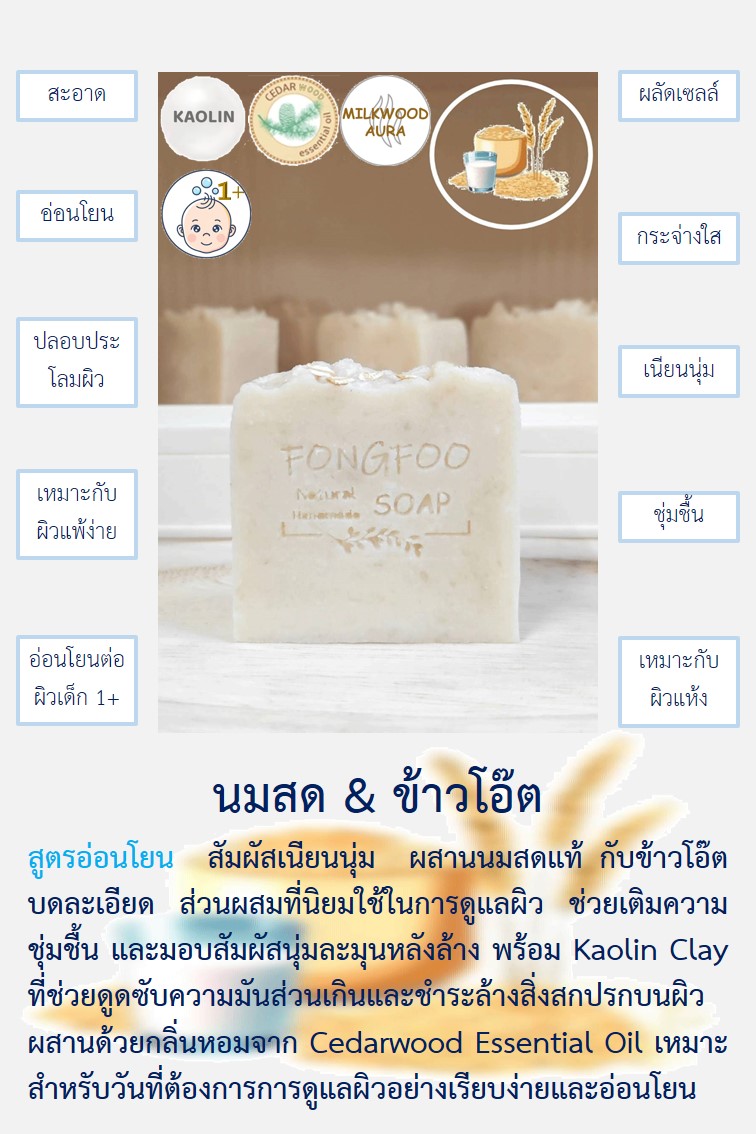 สะอาด
อ่อนโยน
ปลอบประ
โลมผิว
เหมาะกับ
ผิวแพ้ง่าย
อ่อนโยนต่อ
ผิวเด็ก 1+
KAOLIN
CEDAR WOOD
essential oil
MILKWOOD
AURA
1+
FONGFOO
Natural
Handmade
SOAP
ผลัดเซลล์
กระจ่างใส
เนียนนุ่ม
ชุ่มชื้น
เหมาะกับ
ผิวแห้ง
นมสด & ข้าวโอ๊ต
สูตรอ่อนโยน สัมผัสเนียนนุ่ม ผสานนมสดแท้ กับข้าวโอ๊ต
บดละเอียด ส่วนผสมที่นิยมใช้ในการดูแลผิว ช่วยเติมความ
ชุ่มชื้น และมอบสัมผัสนุ่มละมุนหลังล้าง พร้อม Kaolin Clay
ที่ช่วยดูดซับความมันส่วนเกินและชำระล้างสิ่งสกปรกบนผิว
ผสานด้วยกลิ่นหอมจาก Cedarwood Essential Oil เหมาะ
สำหรับวันที่ต้องการการดูแลผิวอย่างเรียบง่ายและอ่อนโยน